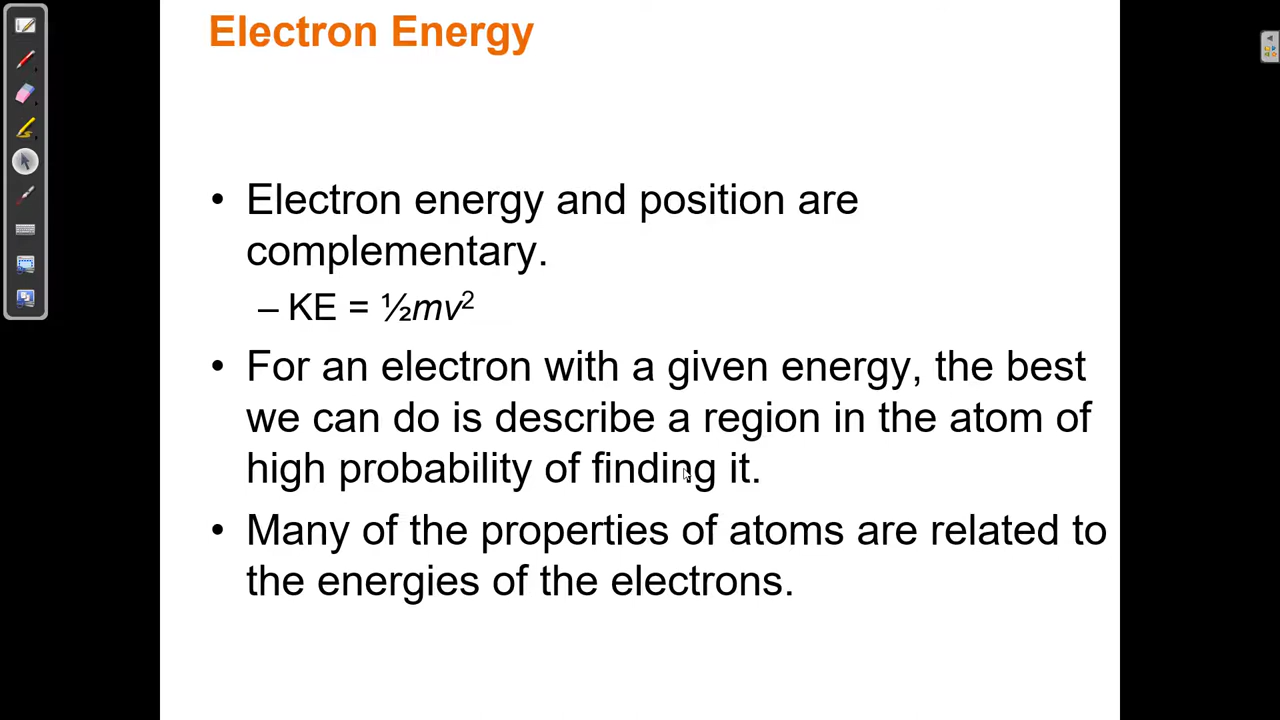 Electron Energy
• Electron energy and position are
complementary.
– KE = ½mv²
• For an electron with a given energy, the best
we can do is describe a region in the atom of
high probability of finding it.
• Many of the properties of atoms are related to
the energies of the electrons.